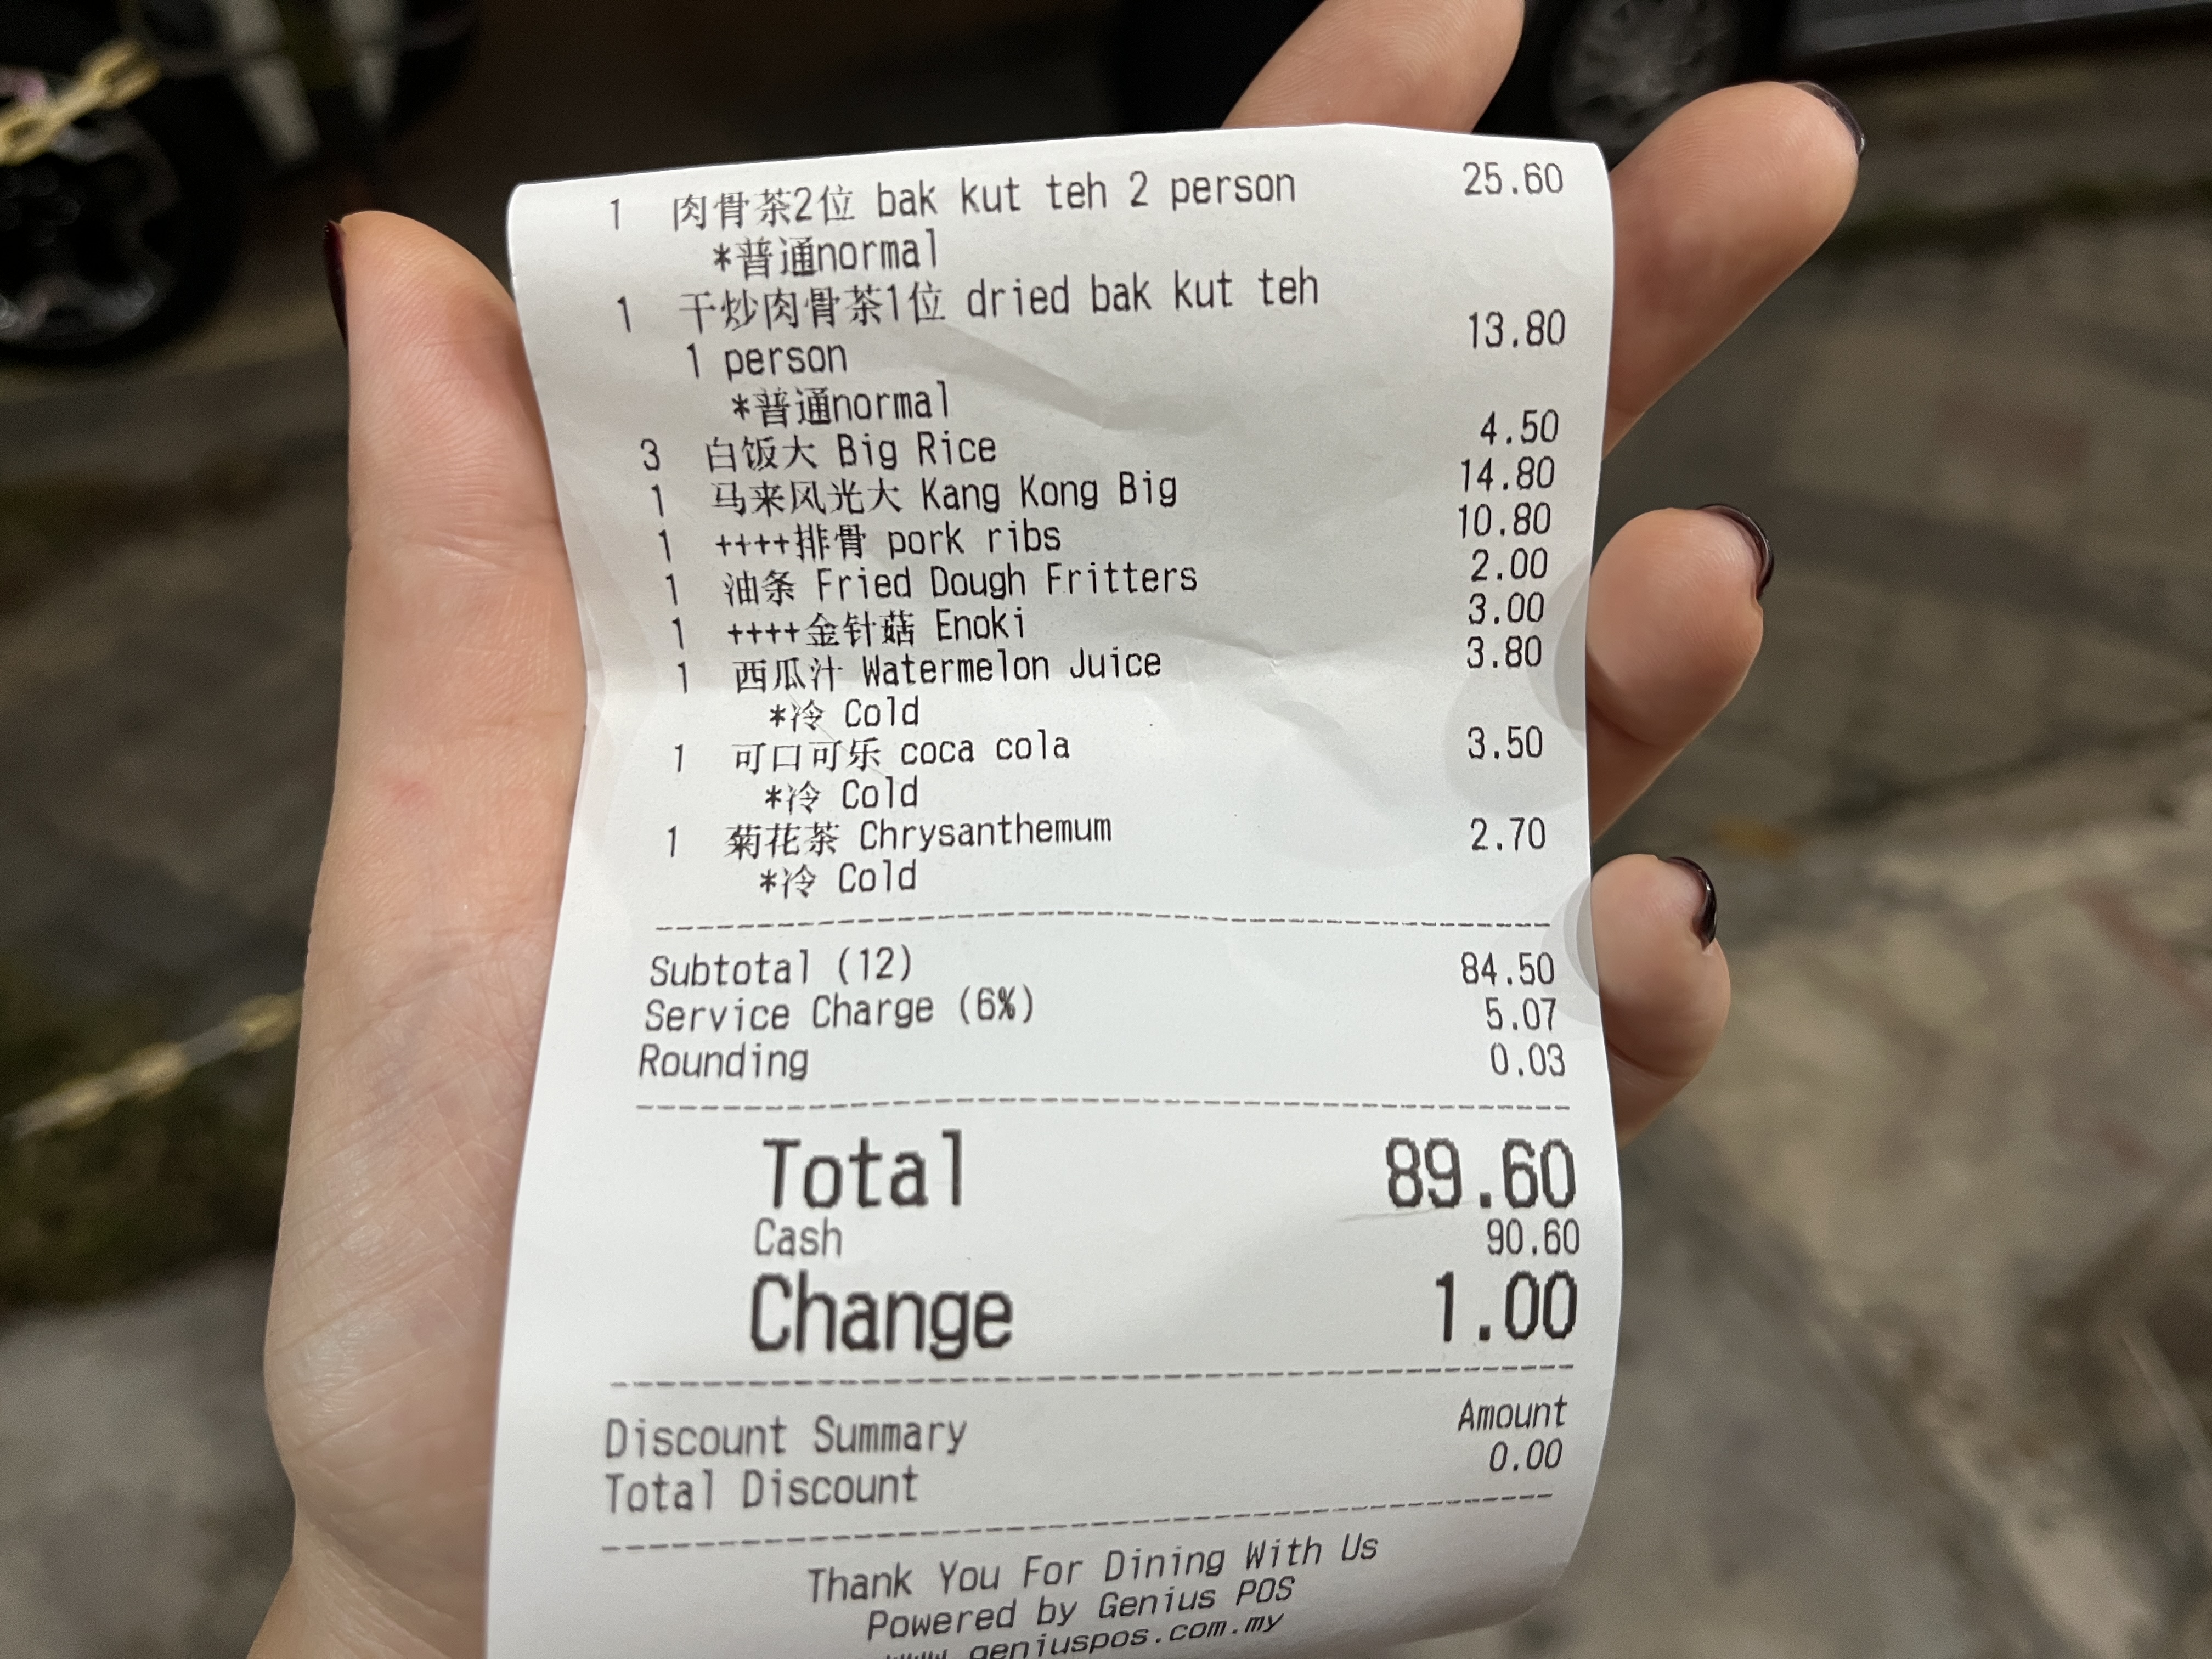 1 肉骨茶2位 bak kut teh 2 person 25.60
*普通normal
1 干炒肉骨茶1位 dried bak kut teh
1 person 13.80
*普通normal
3 白饭大 Big Rice 4.50
1 马来风光大 Kang Kong Big 14.80
1 ++++排骨 pork ribs 10.80
1 油条 Fried Dough Fritters 2.00
1 ++++金针菇 Enoki 3.00
1 西瓜汁 Watermelon Juice 3.80
*冷 Cold
1 可口可乐 coca cola 3.50
*冷 Cold
1 菊花茶 Chrysanthemum 2.70
*冷 Cold
Subtotal (12) 84.50
Service Charge (6%) 5.07
Rounding 0.03
Total 89.60
Cash 90.60
Change 1.00
Discount Summary Amount
Total Discount 0.00
Thank You For Dining With Us
Powered by Genius POS
www.geniuspos.com.my